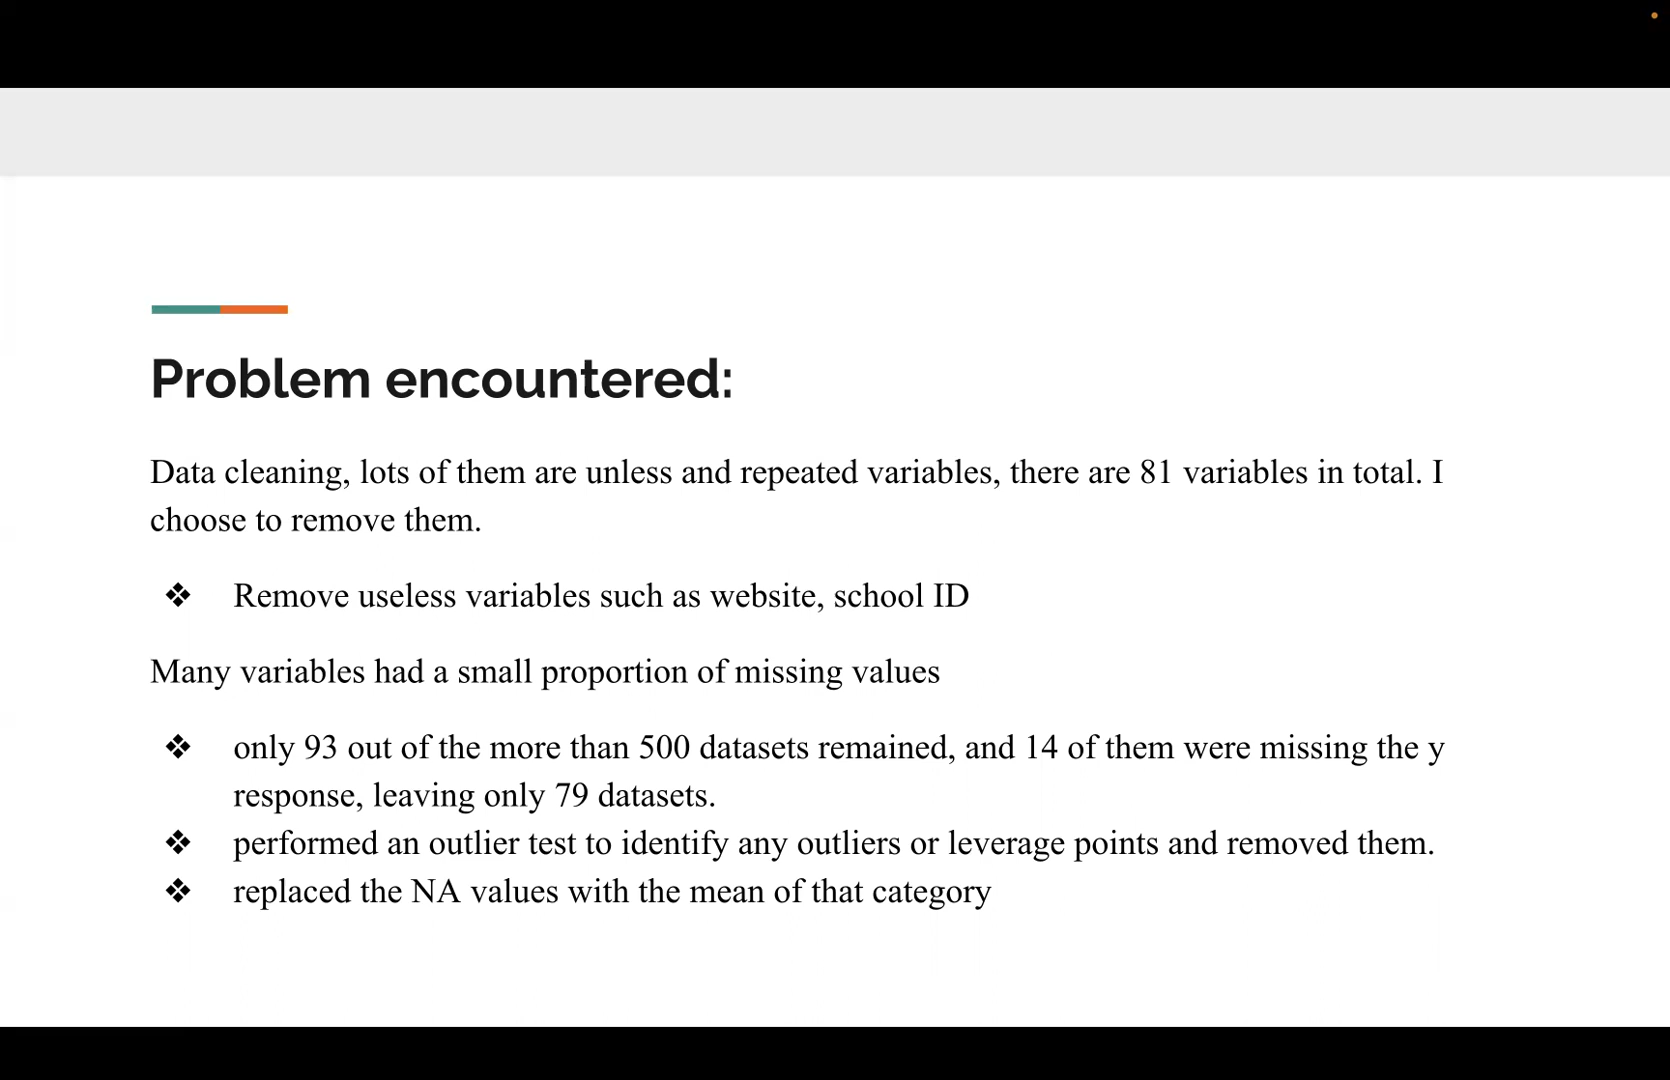 Problem encountered:
Data cleaning, lots of them are unless and repeated variables, there are 81 variables in total. I
choose to remove them.
❖ Remove useless variables such as website, school ID
Many variables had a small proportion of missing values
❖ only 93 out of the more than 500 datasets remained, and 14 of them were missing the y
response, leaving only 79 datasets.
❖ performed an outlier test to identify any outliers or leverage points and removed them.
❖ replaced the NA values with the mean of that category